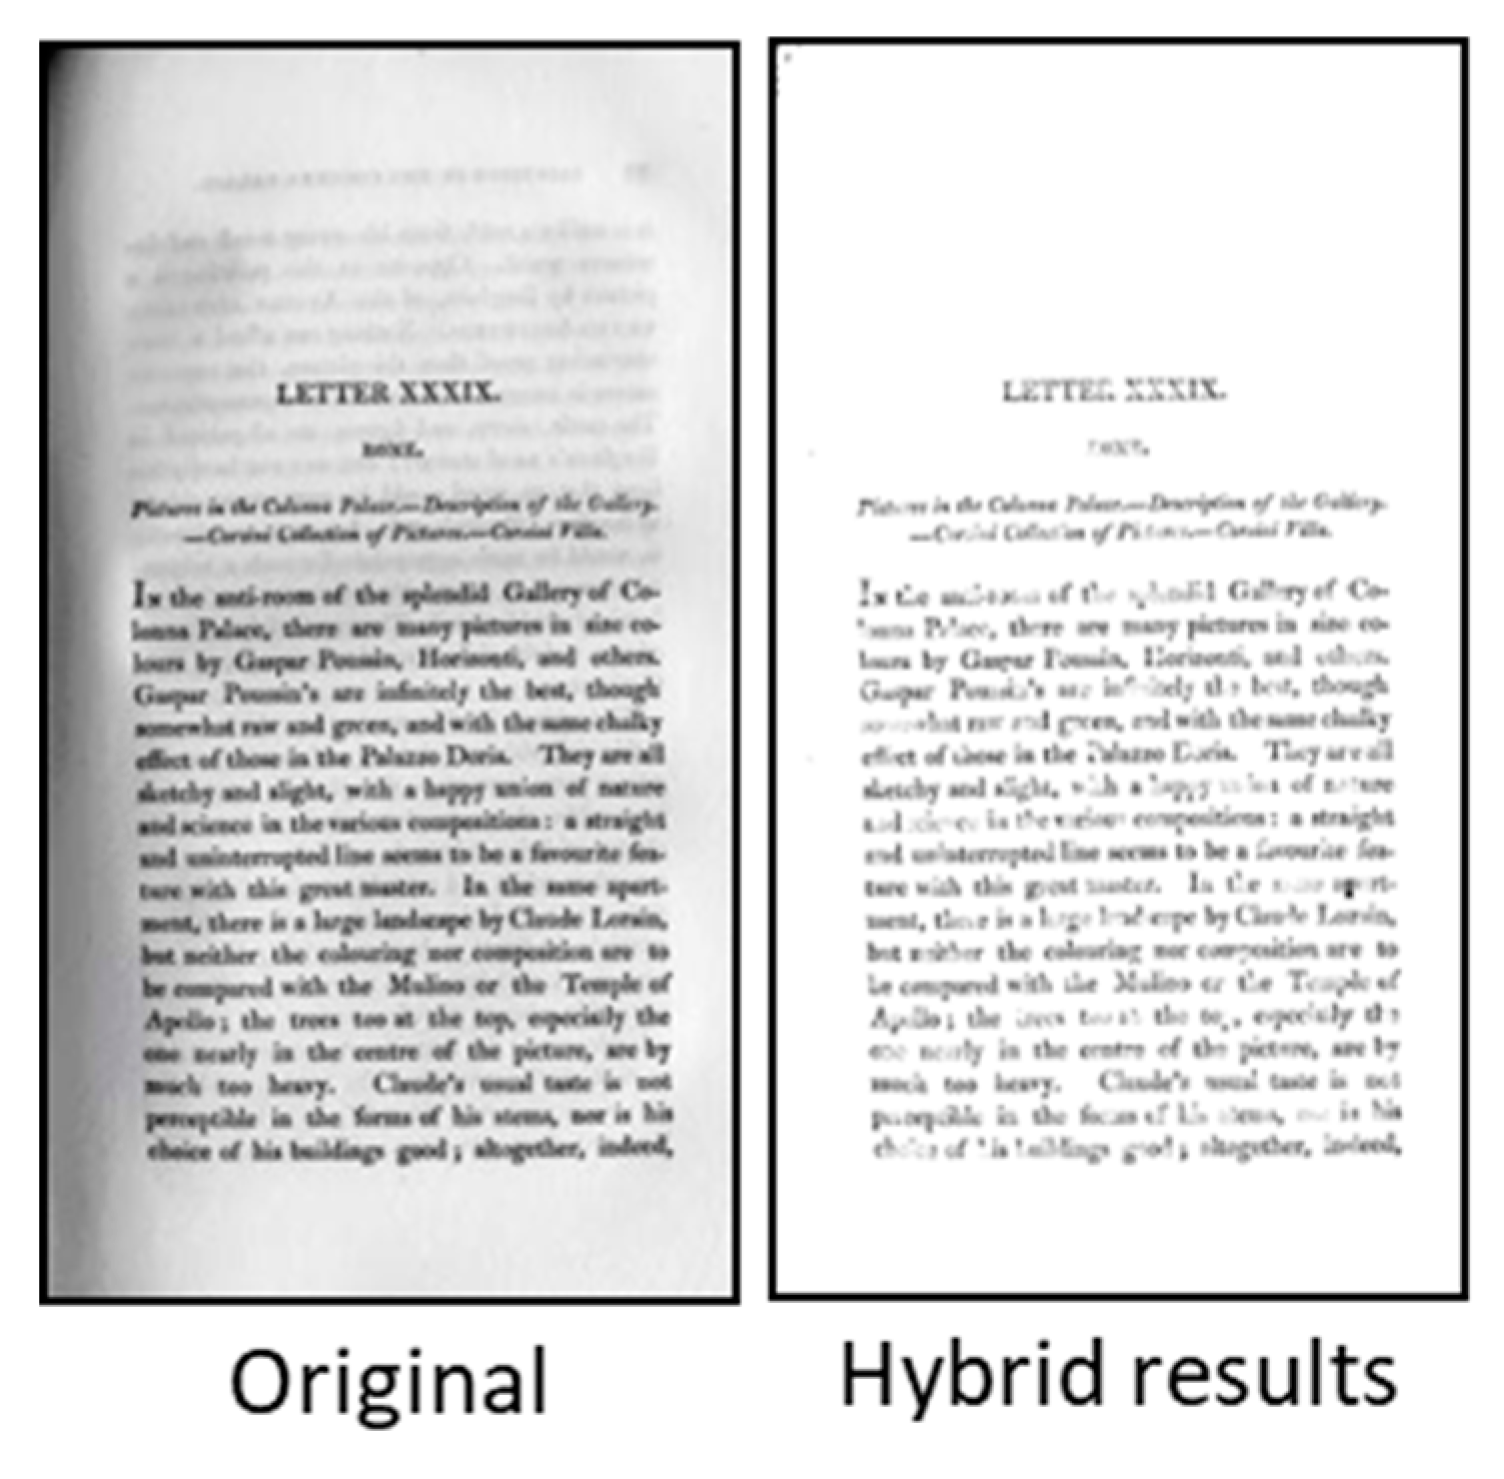 LETTER XXXIX.
ROME.
Pictures in the Colonna Palace.—Description of the Gallery.
—Corsini Collection of Pictures.—Corsini Villa.
In the anti-room of the splendid Gallery of Co-
lonna Palace, there are many pictures in size co-
lours by Gaspar Poussin, Horizonti, and others.
Gaspar Poussin's are infinitely the best, though
somewhat raw and green, and with the same chalky
effect of those in the Palazzo Doria. They are all
sketchy and slight, with a happy union of nature
and science in the various compositions: a straight
and uninterrupted line seems to be a favourite fea-
ture with this great master. In the same apart-
ment, there is a large landscape by Claude Lorain,
but neither the colouring nor composition are to
be compared with the Mulino or the Temple of
Apollo; the trees too at the top, especially the
one nearly in the centre of the picture, are by
much too heavy. Claude's usual taste is not
perceptible in the forms of his stems, nor is his
choice of his buildings good; altogether, indeed,
Original
LETTER XXXIX.
Pictures in the Colonna Palace.—Description of the Gallery.
—Corsini Collection of Pictures.—Corsini Villa.
In the anti-room of the splendid Gallery of Co-
lonna Palace, there are many pictures in size co-
lours by Gaspar Poussin, Horizonti, and others.
Gaspar Poussin's are infinitely the best, though
somewhat raw and green, and with the same chalky
effect of those in the Palazzo Doria. They are all
sketchy and slight, with a happy union of nature
and science in the various compositions: a straight
and uninterrupted line seems to be a favourite fea-
ture with this great master. In the same apart-
ment, there is a large landscape by Claude Lorain,
but neither the colouring nor composition are to
be compared with the Mulino or the Temple of
Apollo; the trees too at the top, especially the
one nearly in the centre of the picture, are by
much too heavy. Claude's usual taste is not
perceptible in the forms of his stems, nor is his
choice of his buildings good; altogether, indeed,
Hybrid results